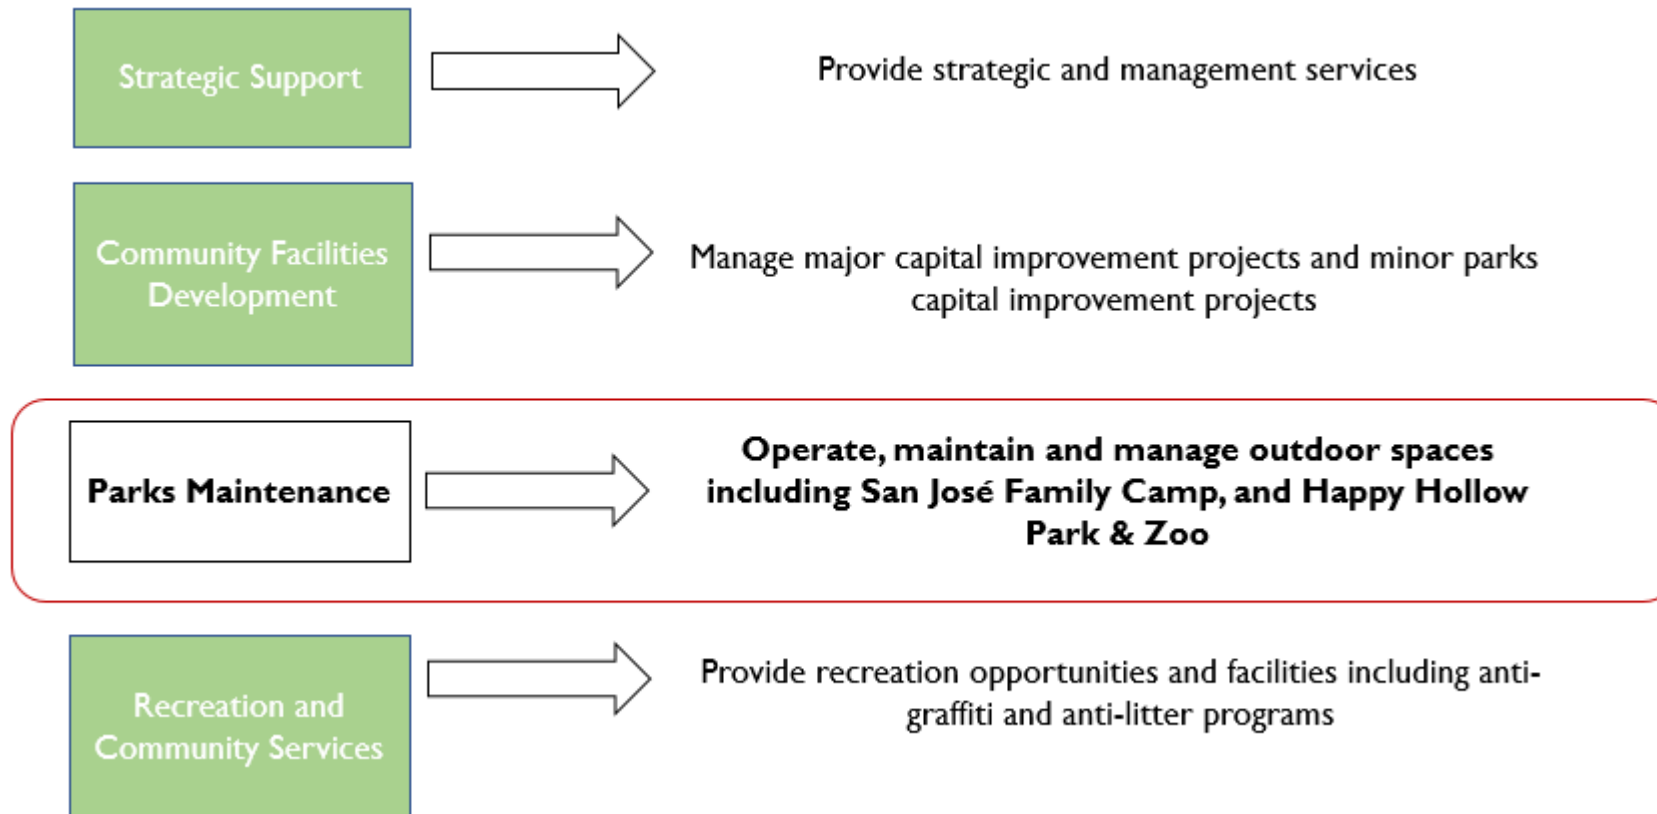 Strategic Support
Provide strategic and management services
Community Facilities
Development
Manage major capital improvement projects and minor parks
capital improvement projects
Parks Maintenance
Operate, maintain and manage outdoor spaces
including San José Family Camp, and Happy Hollow
Park & Zoo
Recreation and
Community Services
Provide recreation opportunities and facilities including anti-
graffiti and anti-litter programs